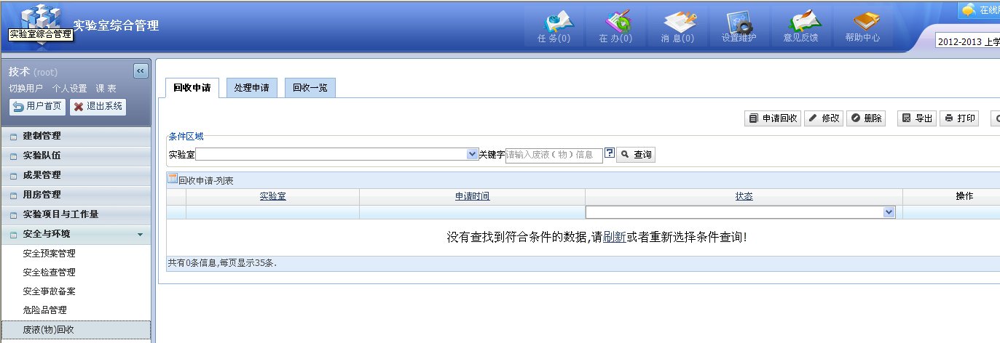 实验室综合管理
实验室综合管理
任 务(0)
在 办(0)
消 息(0)
设置维护
意见反馈
帮助中心
在线
2012-2013 上学
技术 (root)
切换用户 个人设置 课 表
用户首页 退出系统
建制管理
实验队伍
成果管理
用房管理
实验项目与工作量
安全与环境
安全预案管理
安全检查管理
安全事故备案
危险品管理
废液(物)回收
回收申请 处理申请 回收一览
申请回收 修改 删除 导出 打印
条件区域
实验室 关键字 请输入废液(物)信息 ? 查询
回收申请-列表
实验室 申请时间 状态 操作
没有查找到符合条件的数据,请刷新或者重新选择条件查询!
共有0条信息,每页显示35条.